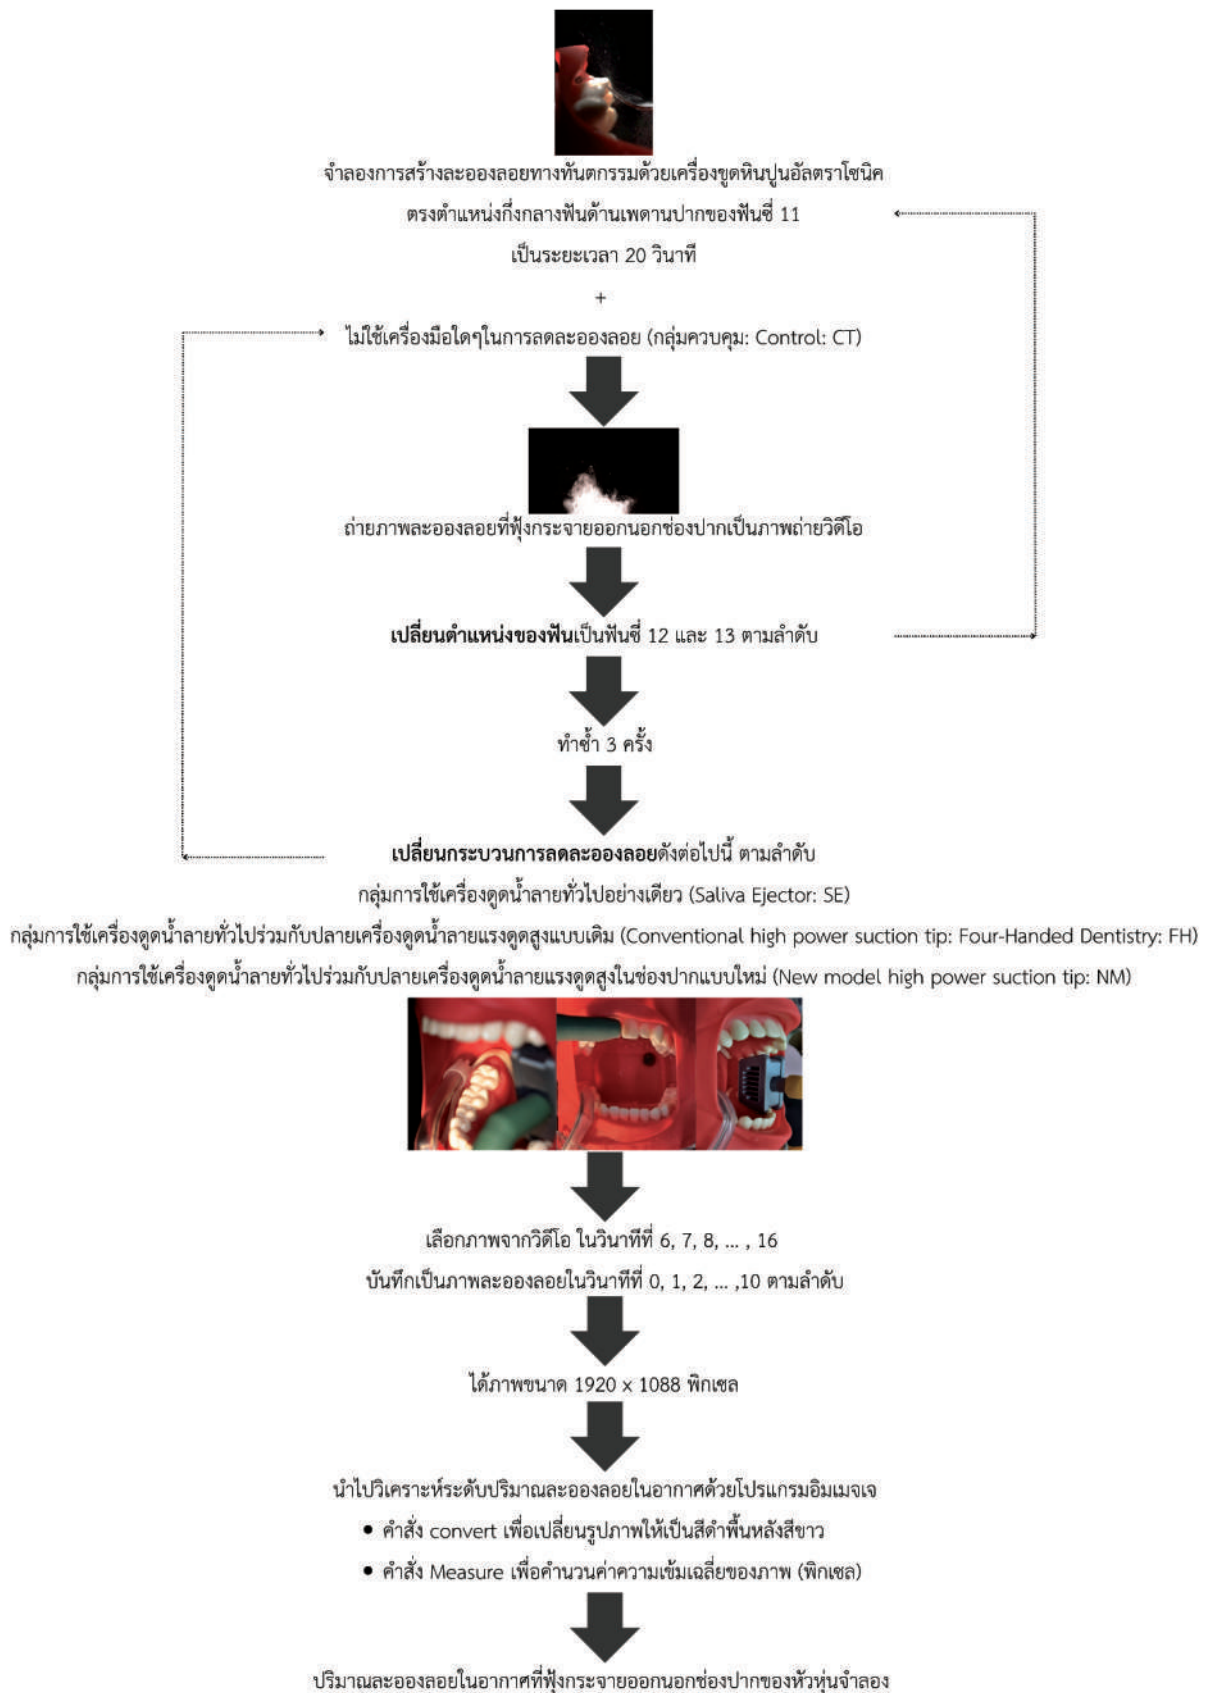 จำลองการสร้างละอองลอยทางทันตกรรมด้วยเครื่องขูดหินปูนอัลตราโซนิค
ตรงตำแหน่งกึ่งกลางฟันด้านเพดานปากของฟันซี่ 11
เป็นระยะเวลา 20 วินาที
+
ไม่ใช้เครื่องมือใดๆในการลดละอองลอย (กลุ่มควบคุม: Control: CT)
ถ่ายภาพละอองลอยที่ฟุ้งกระจายออกนอกช่องปากเป็นภาพถ่ายวิดีโอ
เปลี่ยนตำแหน่งของฟันเป็นฟันซี่ 12 และ 13 ตามลำดับ
ทำซ้ำ 3 ครั้ง
เปลี่ยนกระบวนการลดละอองลอยดังต่อไปนี้ ตามลำดับ
กลุ่มการใช้เครื่องดูดน้ำลายทั่วไปอย่างเดียว (Saliva Ejector: SE)
กลุ่มการใช้เครื่องดูดน้ำลายทั่วไปร่วมกับปลายเครื่องดูดน้ำลายแรงดูดสูงแบบเดิม (Conventional high power suction tip: Four-Handed Dentistry: FH)
กลุ่มการใช้เครื่องดูดน้ำลายทั่วไปร่วมกับปลายเครื่องดูดน้ำลายแรงดูดสูงในช่องปากแบบใหม่ (New model high power suction tip: NM)
เลือกภาพจากวิดีโอ ในวินาทีที่ 6, 7, 8, ... , 16
บันทึกเป็นภาพละอองลอยในวินาทีที่ 0, 1, 2, ... ,10 ตามลำดับ
ได้ภาพขนาด 1920 x 1088 พิกเซล
นำไปวิเคราะห์ระดับปริมาณละอองลอยในอากาศด้วยโปรแกรมอิมเมจเจ
• คำสั่ง convert เพื่อเปลี่ยนรูปภาพให้เป็นสีดำพื้นหลังสีขาว
• คำสั่ง Measure เพื่อคำนวนค่าความเข้มเฉลี่ยของภาพ (พิกเซล)
ปริมาณละอองลอยในอากาศที่ฟุ้งกระจายออกนอกช่องปากของหัวหุ่นจำลอง